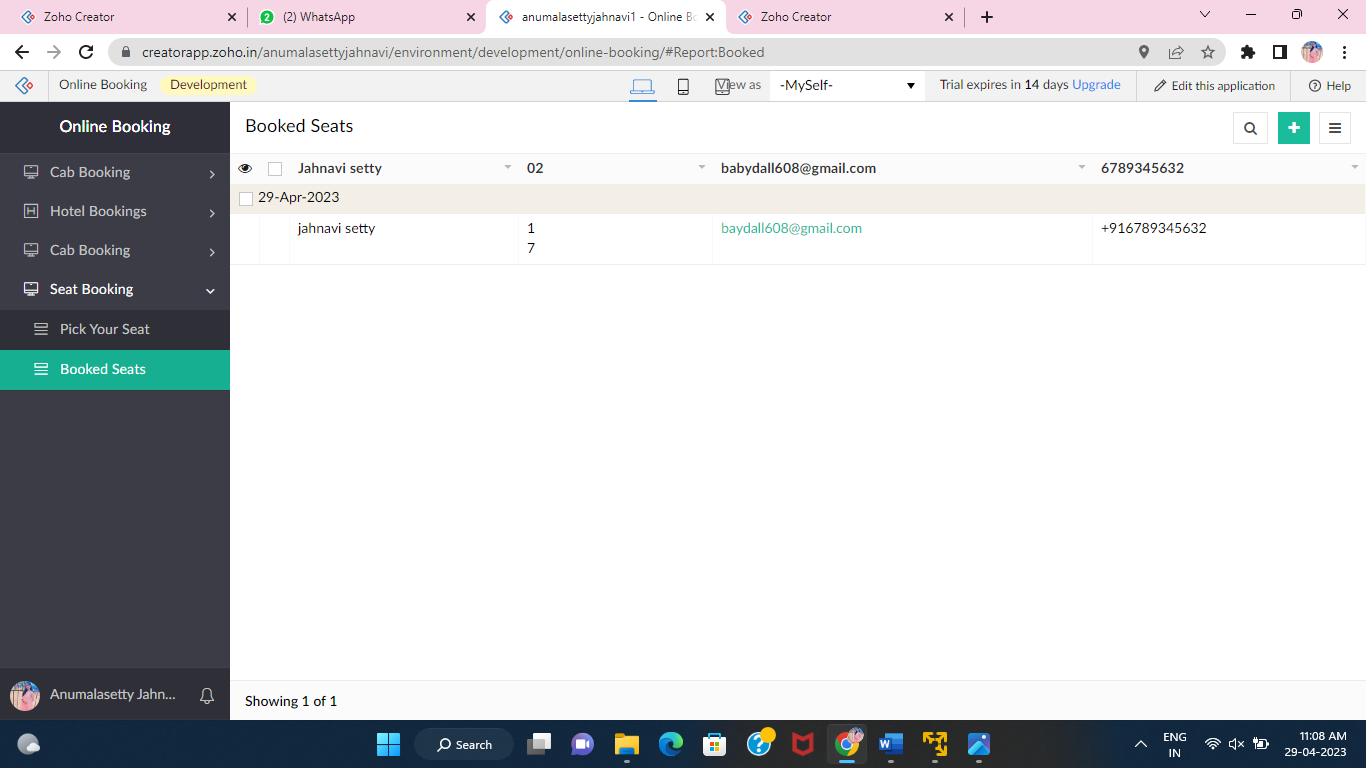 Zoho Creator
(2) WhatsApp
anumalasettyjahnavi1 - Online Bo
Zoho Creator
creatorapp.zoho.in/anumalasettyjahnavi/environment/development/online-booking/#Report:Booked
Online Booking Development View as -MySelf- Trial expires in 14 days Upgrade Edit this application Help
Online Booking
Cab Booking
Hotel Bookings
Cab Booking
Seat Booking
Pick Your Seat
Booked Seats
Anumalasetty Jahn...
Booked Seats
Jahnavi setty 02 babydall608@gmail.com 6789345632
29-Apr-2023
jahnavi setty 1 baydall608@gmail.com +916789345632
7
Showing 1 of 1
Search
ENG
IN
11:08 AM
29-04-2023